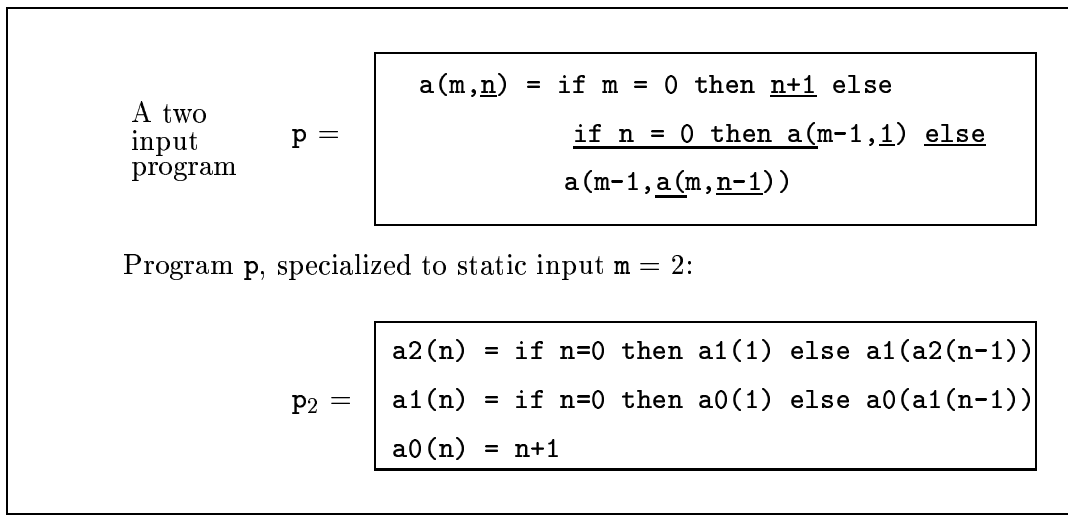 a(m,n) = if m = 0 then n+1 else
A two
input
program
p =
if n = 0 then a(m-1,1) else
a(m-1,a(m,n-1))
Program p, specialized to static input m = 2:
a2(n) = if n=0 then a1(1) else a1(a2(n-1))
p₂ =
a1(n) = if n=0 then a0(1) else a0(a1(n-1))
a0(n) = n+1